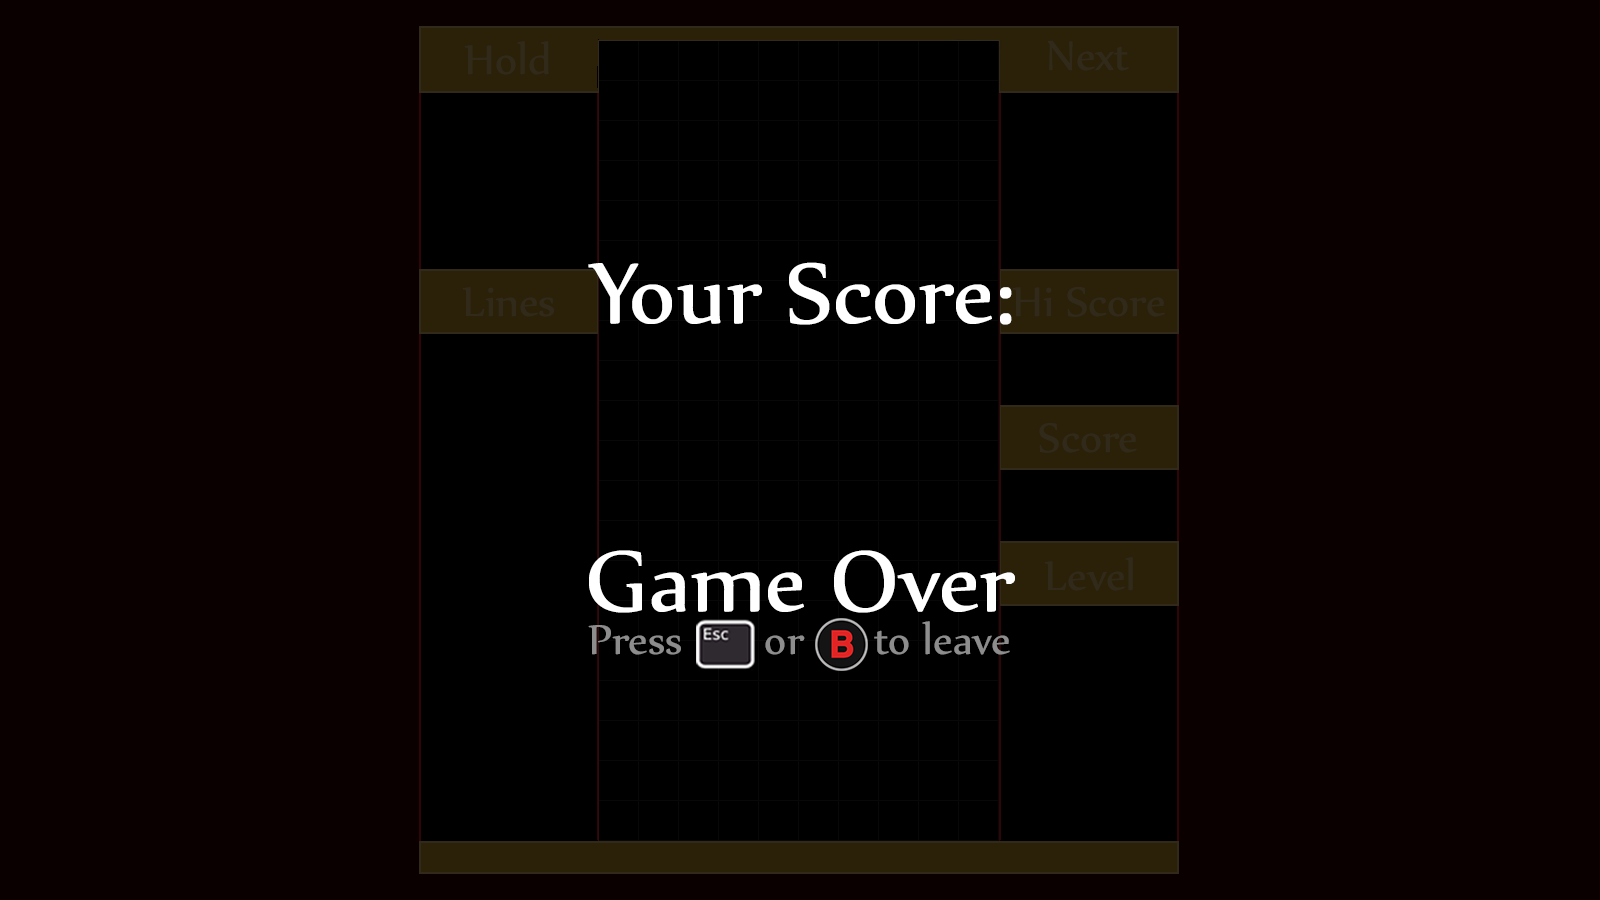 Hold
Next
Your Score:
Lines
Hi Score
Score
Level
Game Over
Press Esc or B to leave